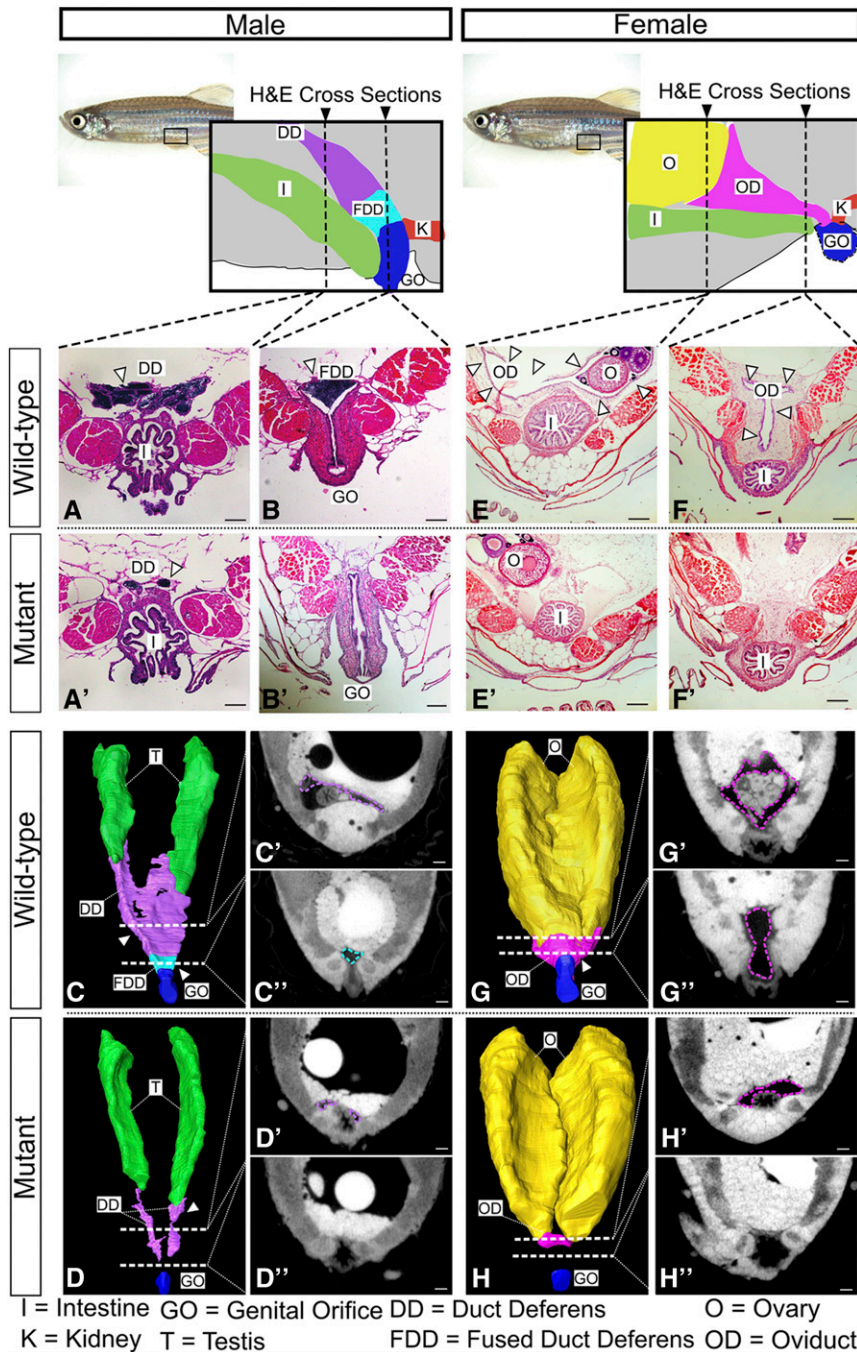 Male
Female
H&E Cross Sections
H&E Cross Sections
DD
I
FDD
K
GO
O
OD
I
K
GO
Wild-type
DD
I
A
FDD
GO
B
OD
O
I
E
OD
I
F
Mutant
DD
I
A'
GO
B'
O
I
E'
I
F'
Wild-type
T
DD
FDD
GO
C
C'
C''
O
OD
GO
G
G'
G''
Mutant
T
DD
GO
D
D'
D''
O
OD
GO
H
H'
H''
I = Intestine GO = Genital Orifice DD = Duct Deferens O = Ovary
K = Kidney T = Testis FDD = Fused Duct Deferens OD = Oviduct